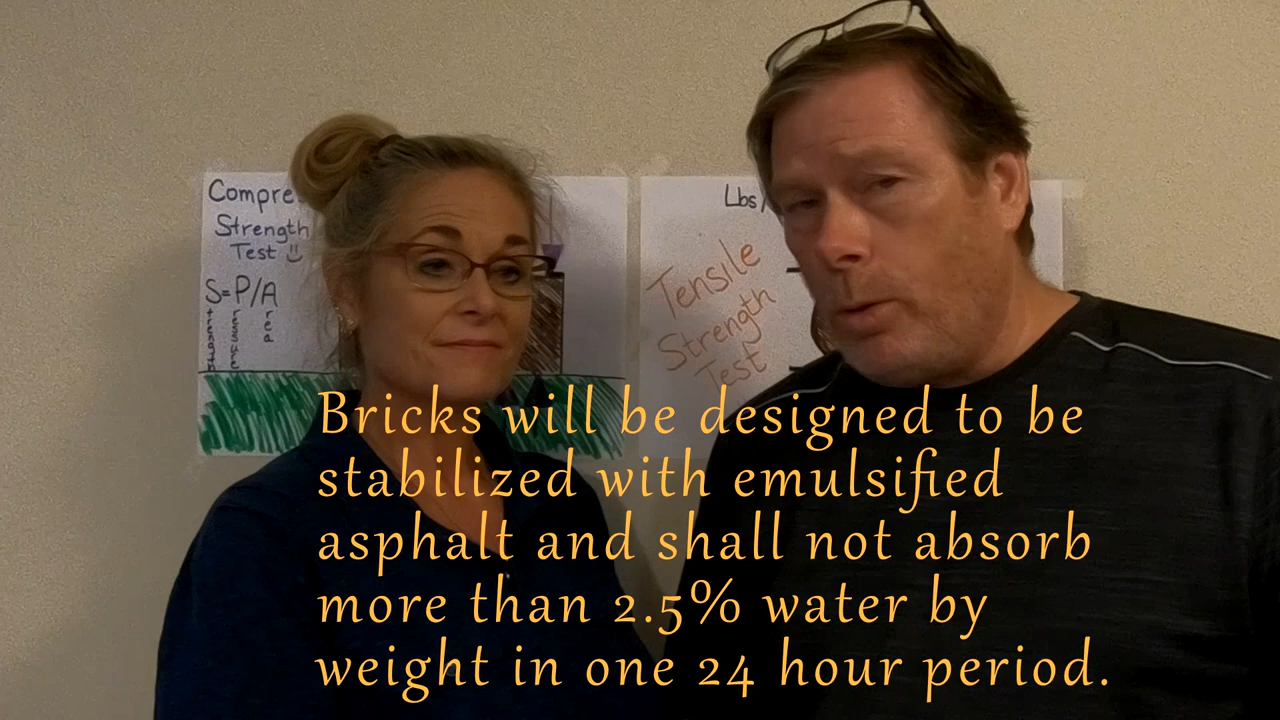 Compre
Strength
Test
S=P/A
Lbs/
Tensile
Strength
Test
Bricks will be designed to be
stabilized with emulsified
asphalt and shall not absorb
more than 2.5% water by
weight in one 24 hour period.